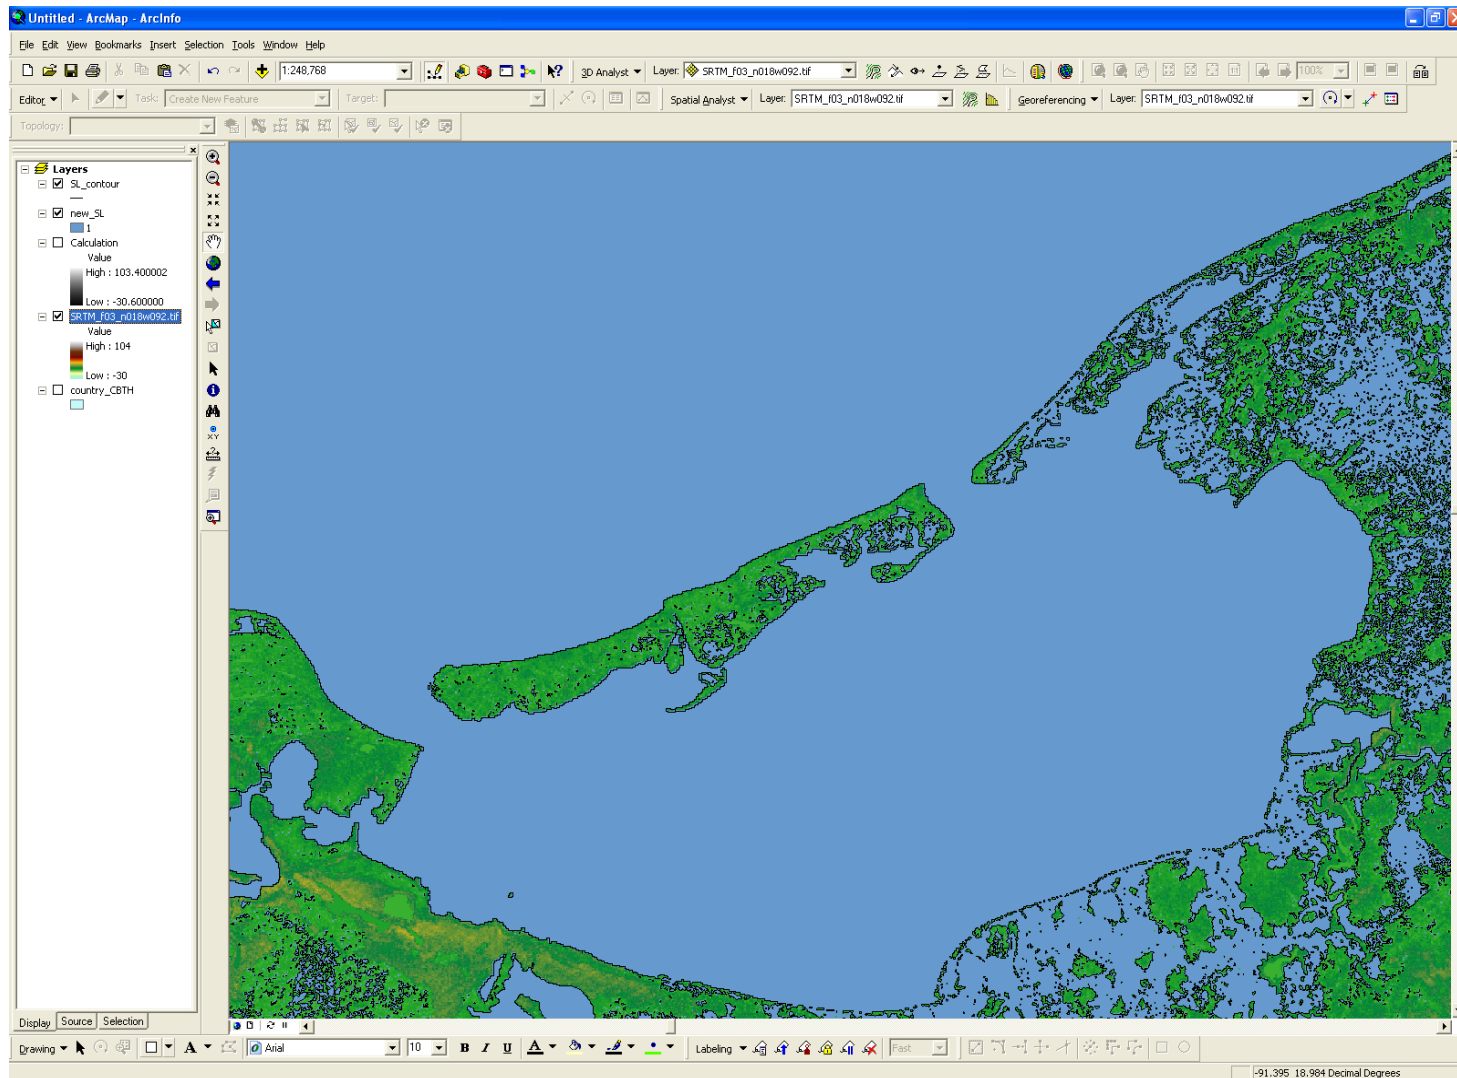 Untitled - ArcMap - ArcInfo
File Edit View Bookmarks Insert Selection Tools Window Help
1:248,768 3D Analyst Layer: SRTM_f03_n018w092.tif 100%
Editor Task: Create New Feature Target: Spatial Analyst Layer: SRTM_f03_n018w092.tif Georeferencing Layer: SRTM_f03_n018w092.tif
Topology:
Layers
SL_contour
new_SL
1
Calculation
Value
High : 103.400002
Low : -30.600000
SRTM_f03_n018w092.tif
Value
High : 104
Low : -30
country_CBTH
Display Source Selection
Drawing A Arial 10 B I U A Labeling Fast
-91.395 18.984 Decimal Degrees